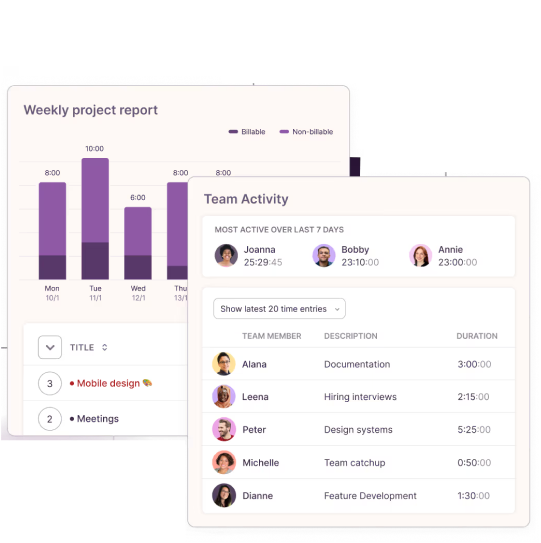 Weekly project report
Billable
Non-billable
10:00
8:00
8:00
8:00
6:00
Mon
Tue
Wed
Thu
10/1
11/1
12/1
13/1
TITLE
3
Mobile design
2
Meetings
Team Activity
MOST ACTIVE OVER LAST 7 DAYS
Joanna
25:29:45
Bobby
23:10:00
Annie
23:00:00
Show latest 20 time entries
TEAM MEMBER DESCRIPTION DURATION
Alana Documentation 3:00:00
Leena Hiring interviews 2:15:00
Peter Design systems 5:25:00
Michelle Team catchup 0:50:00
Dianne Feature Development 1:30:00